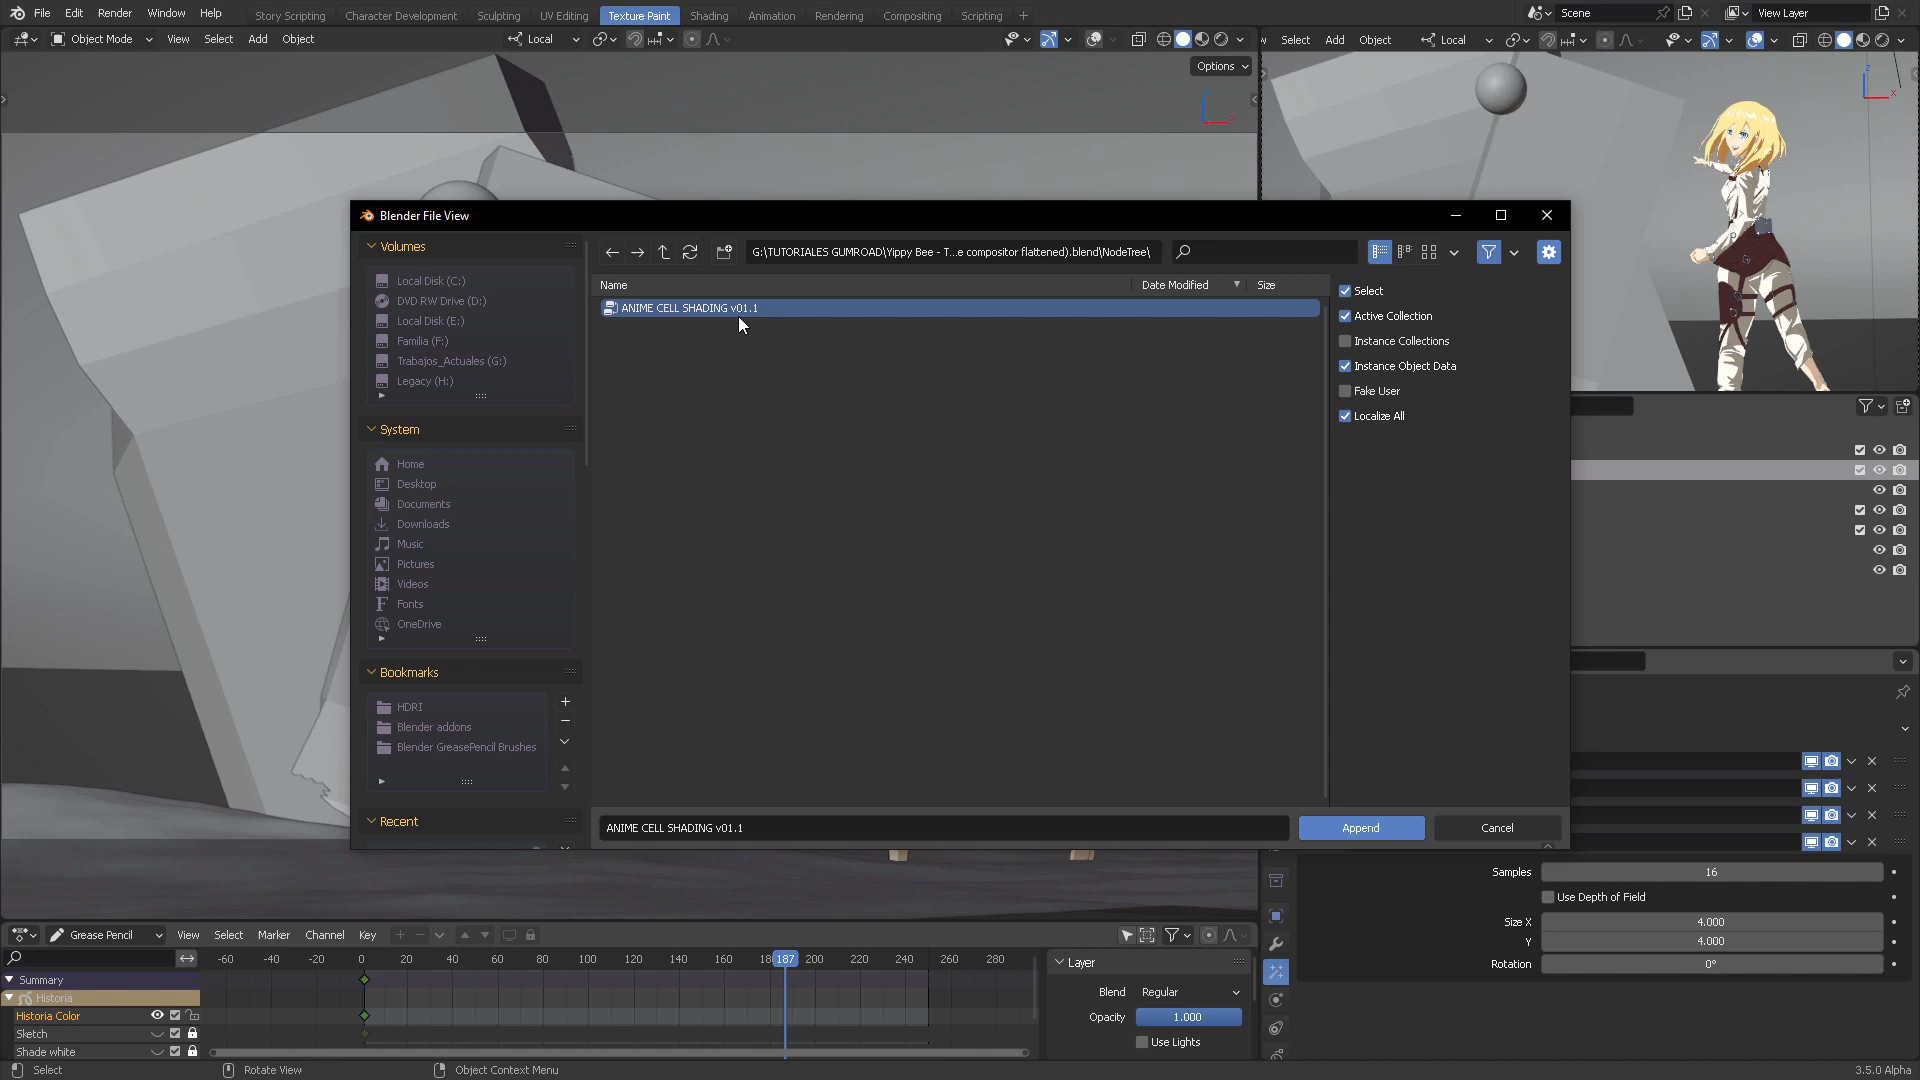 File Edit Render Window Help Story Scripting Character Development Sculpting UV Editing Texture Paint Shading Animation Rendering Compositing Scripting + Scene View Layer
Object Mode View Select Add Object Local
Select Add Object Local
Options
Blender File View
Volumes
Local Disk (C:)
DVD RW Drive (D:)
Local Disk (E:)
Familia (F:)
Trabajos_Actuales (G:)
Legacy (H:)
System
Home
Desktop
Documents
Downloads
Music
Pictures
Videos
Fonts
OneDrive
Bookmarks
HDRI
Blender addons
Blender GreasePencil Brushes
Recent
G:\TUTORIALES GUMROAD\Yippy Bee - T...e compositor flattened).blend\NodeTree\
Name Date Modified Size
ANIME CELL SHADING v01.1
Select
Active Collection
Instance Collections
Instance Object Data
Fake User
Localize All
ANIME CELL SHADING v01.1
Append Cancel
Samples 16
Use Depth of Field
Size X 4.000
Y 4.000
Rotation 0°
Grease Pencil View Select Marker Channel Key
-60 -40 -20 0 20 40 60 80 100 120 140 160 187 200 220 240 260 280
Summary
Historia
Historia Color
Sketch
Shade white
Layer
Blend Regular
Opacity 1.000
Use Lights
Select Rotate View Object Context Menu 3.5.0 Alpha